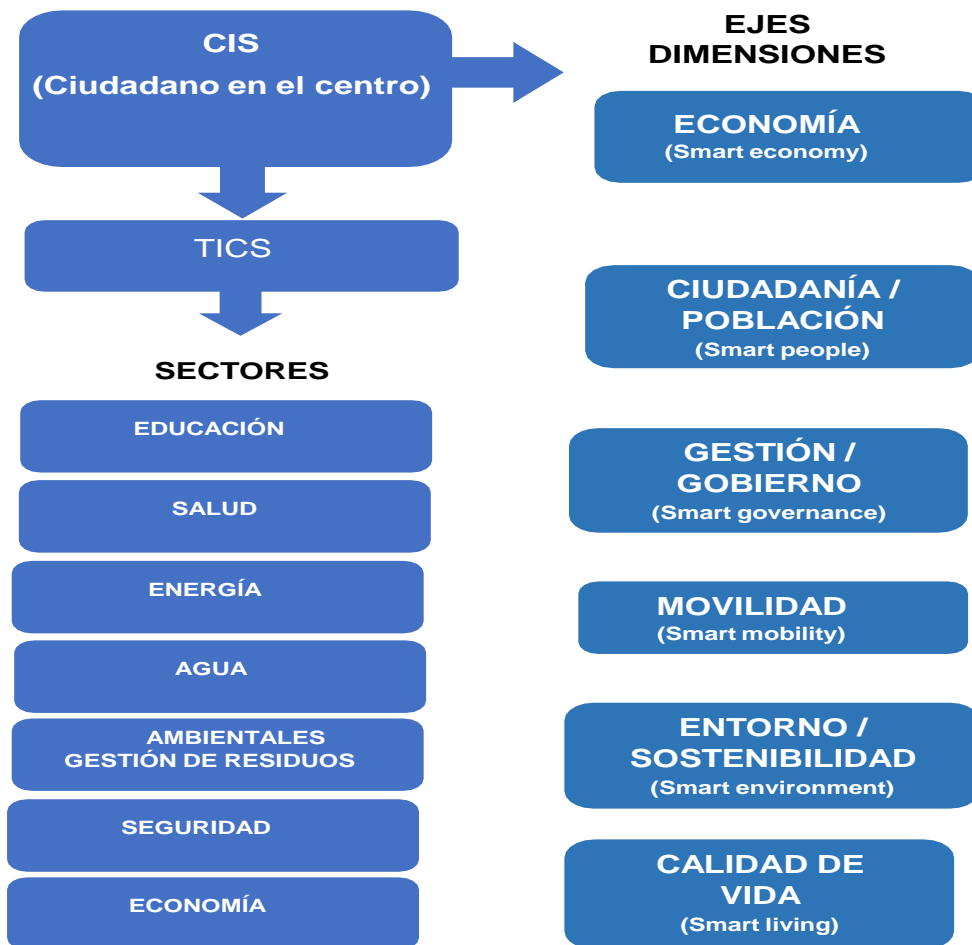 CIS
(Ciudadano en el centro)
TICS
SECTORES
EDUCACIÓN
SALUD
ENERGÍA
AGUA
AMBIENTALES
GESTIÓN DE RESIDUOS
SEGURIDAD
ECONOMÍA
EJES
DIMENSIONES
ECONOMÍA
(Smart economy)
CIUDADANÍA /
POBLACIÓN
(Smart people)
GESTIÓN /
GOBIERNO
(Smart governance)
MOVILIDAD
(Smart mobility)
ENTORNO /
SOSTENIBILIDAD
(Smart environment)
CALIDAD DE
VIDA
(Smart living)